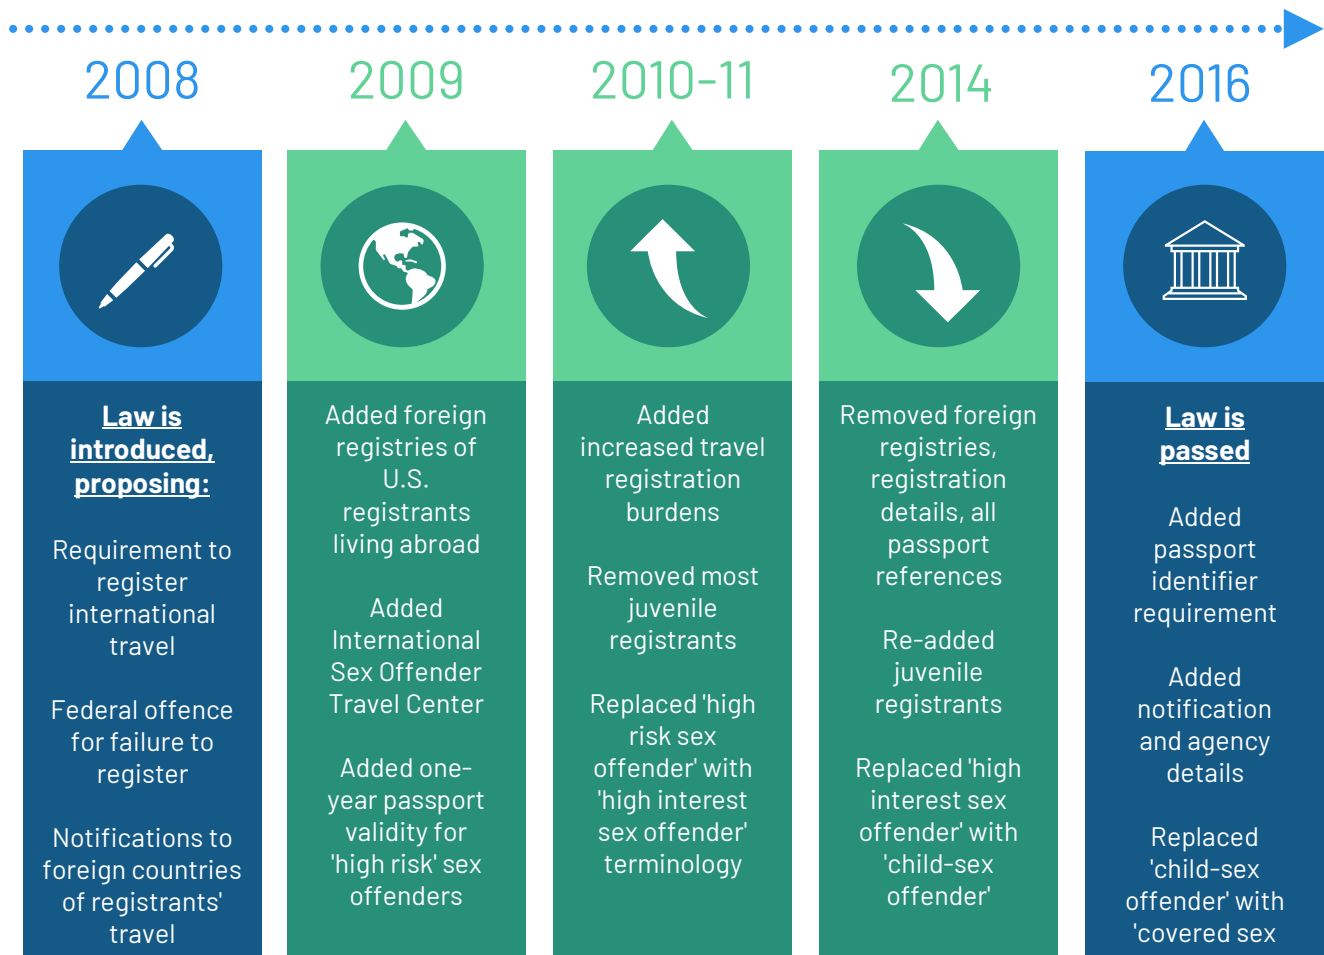 2008
Law is
introduced,
proposing:
Requirement to
register
international
travel
Federal offence
for failure to
register
Notifications to
foreign countries
of registrants'
travel
2009
Added foreign
registries of
U.S.
registrants
living abroad
Added
International
Sex Offender
Travel Center
Added one-
year passport
validity for
'high risk' sex
offenders
2010-11
Added
increased travel
registration
burdens
Removed most
juvenile
registrants
Replaced 'high
risk sex
offender' with
'high interest
sex offender'
terminology
2014
Removed foreign
registries,
registration
details, all
passport
references
Re-added
juvenile
registrants
Replaced 'high
interest sex
offender' with
'child-sex
offender'
2016
Law is
passed
Added
passport
identifier
requirement
Added
notification
and agency
details
Replaced
'child-sex
offender' with
'covered sex